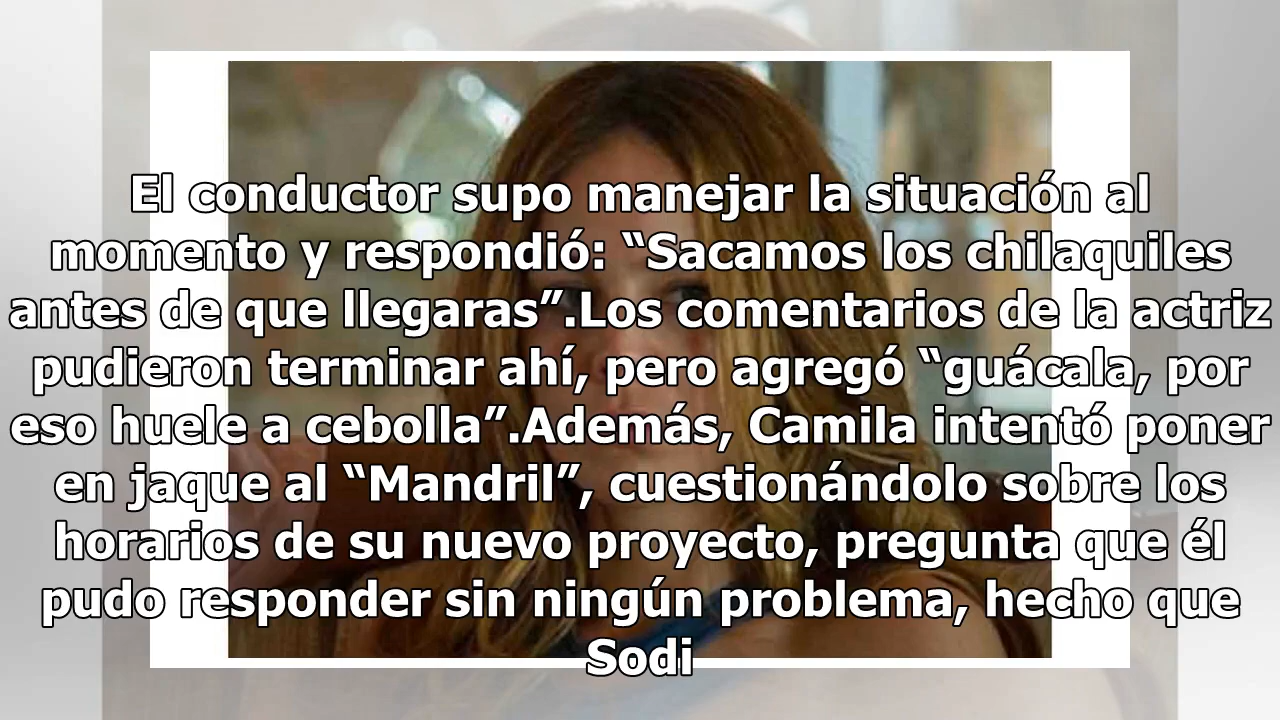 El conductor supo manejar la situación al
momento y respondió: “Sacamos los chilaquiles
antes de que llegaras”.Los comentarios de la actriz
pudieron terminar ahí, pero agregó “guácala, por
eso huele a cebolla”.Además, Camila intentó poner
en jaque al “Mandril”, cuestionándolo sobre los
horarios de su nuevo proyecto, pregunta que él
pudo responder sin ningún problema, hecho que
Sodi